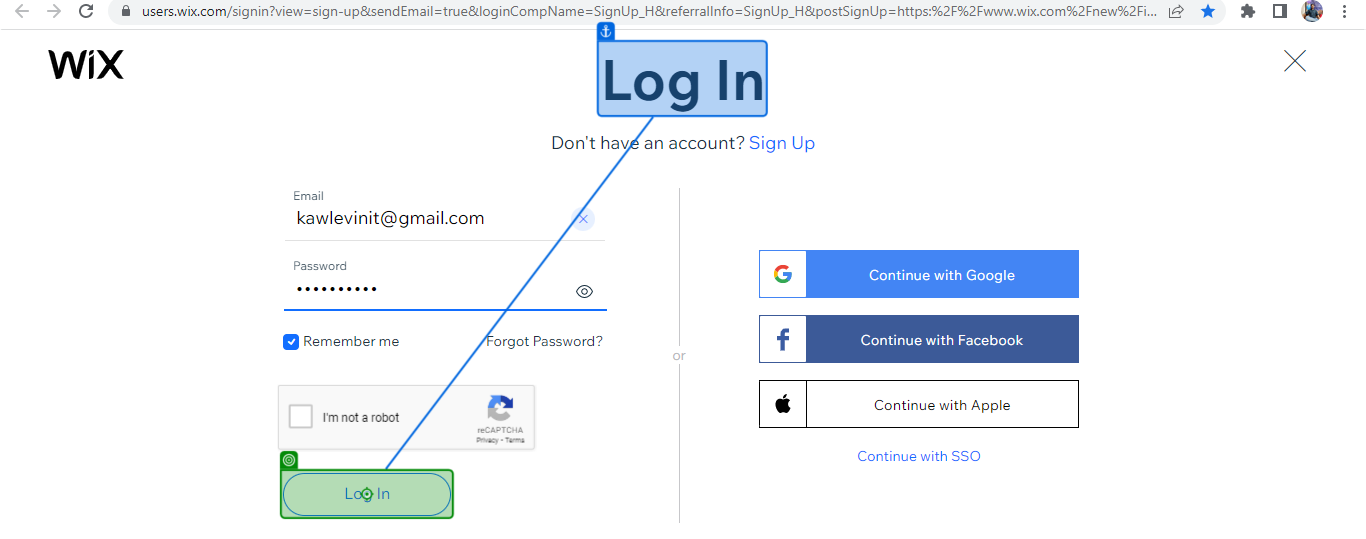 users.wix.com/signin?view=sign-up&sendEmail=true&loginCompName=SignUp_H&referralInfo=SignUp_H&postSignUp=https:%2F%2Fwww.wix.com%2Fnew%2Fi...
WiX
Log In
Don't have an account? Sign Up
Email
kawlevinit@gmail.com
Password
••••••••••
Remember me
Forgot Password?
I'm not a robot
reCAPTCHA
Privacy - Terms
Log In
or
Continue with Google
Continue with Facebook
Continue with Apple
Continue with SSO